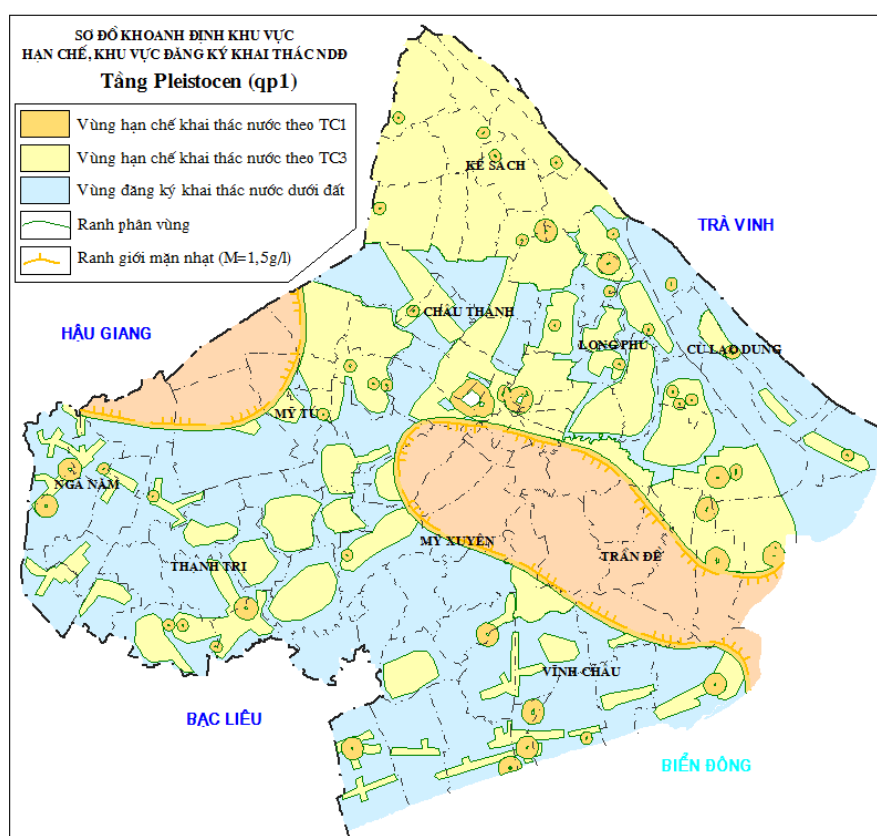 SƠ ĐỒ KHOANH ĐỊNH KHU VỰC
HẠN CHẾ, KHU VỰC ĐĂNG KÝ KHAI THÁC NDĐ
Tầng Pleistocen (qp1)
Vùng hạn chế khai thác nước theo TC1
Vùng hạn chế khai thác nước theo TC3
Vùng đăng ký khai thác nước dưới đất
Ranh phân vùng
Ranh giới mặn nhạt (M=1,5g/l)
KẾ SÁCH
TRÀ VINH
CHÂU THÀNH
HẬU GIANG
LONG PHÚ
CÙ LAO DUNG
MỸ TÚ
NGÃ NĂM
MỸ XUYÊN
TRẦN ĐỀ
THẠNH TRỊ
VĨNH CHÂU
BẠC LIÊU
BIỂN ĐÔNG